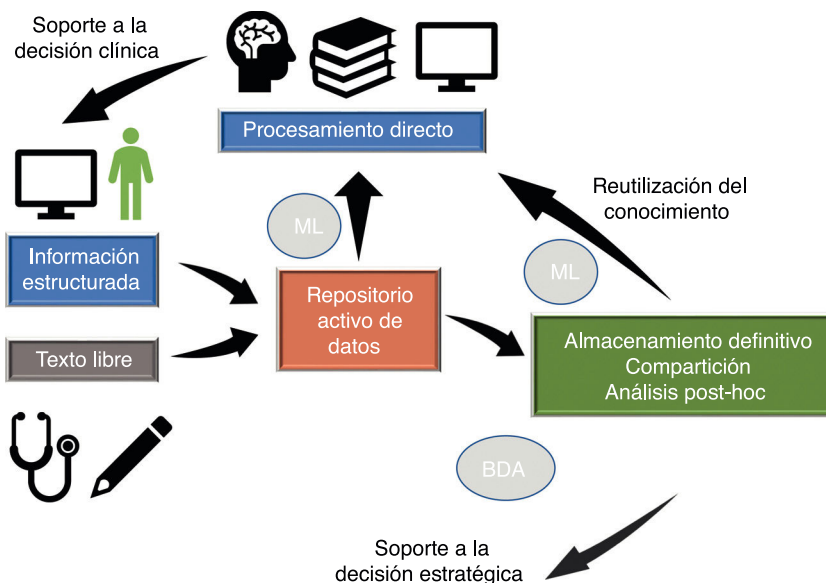 Soporte a la
decisión clínica
Procesamiento directo
Reutilización del
conocimiento
ML
ML
Información
estructurada
Repositorio
activo de
datos
Texto libre
Almacenamiento definitivo
Compartición
Análisis post-hoc
BDA
Soporte a la
decisión estratégica